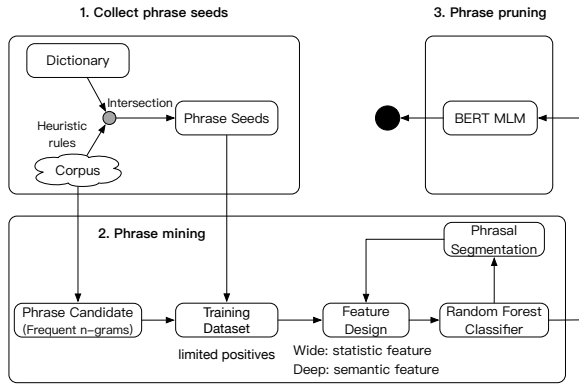 1. Collect phrase seeds
Dictionary
Intersection
Heuristic
rules
Phrase Seeds
Corpus
3. Phrase pruning
BERT MLM
2. Phrase mining
Phrasal
Segmentation
Phrase Candidate
(Frequent n-grams)
Training
Dataset
limited positives
Feature
Design
Random Forest
Classifier
Wide: statistic feature
Deep: semantic feature